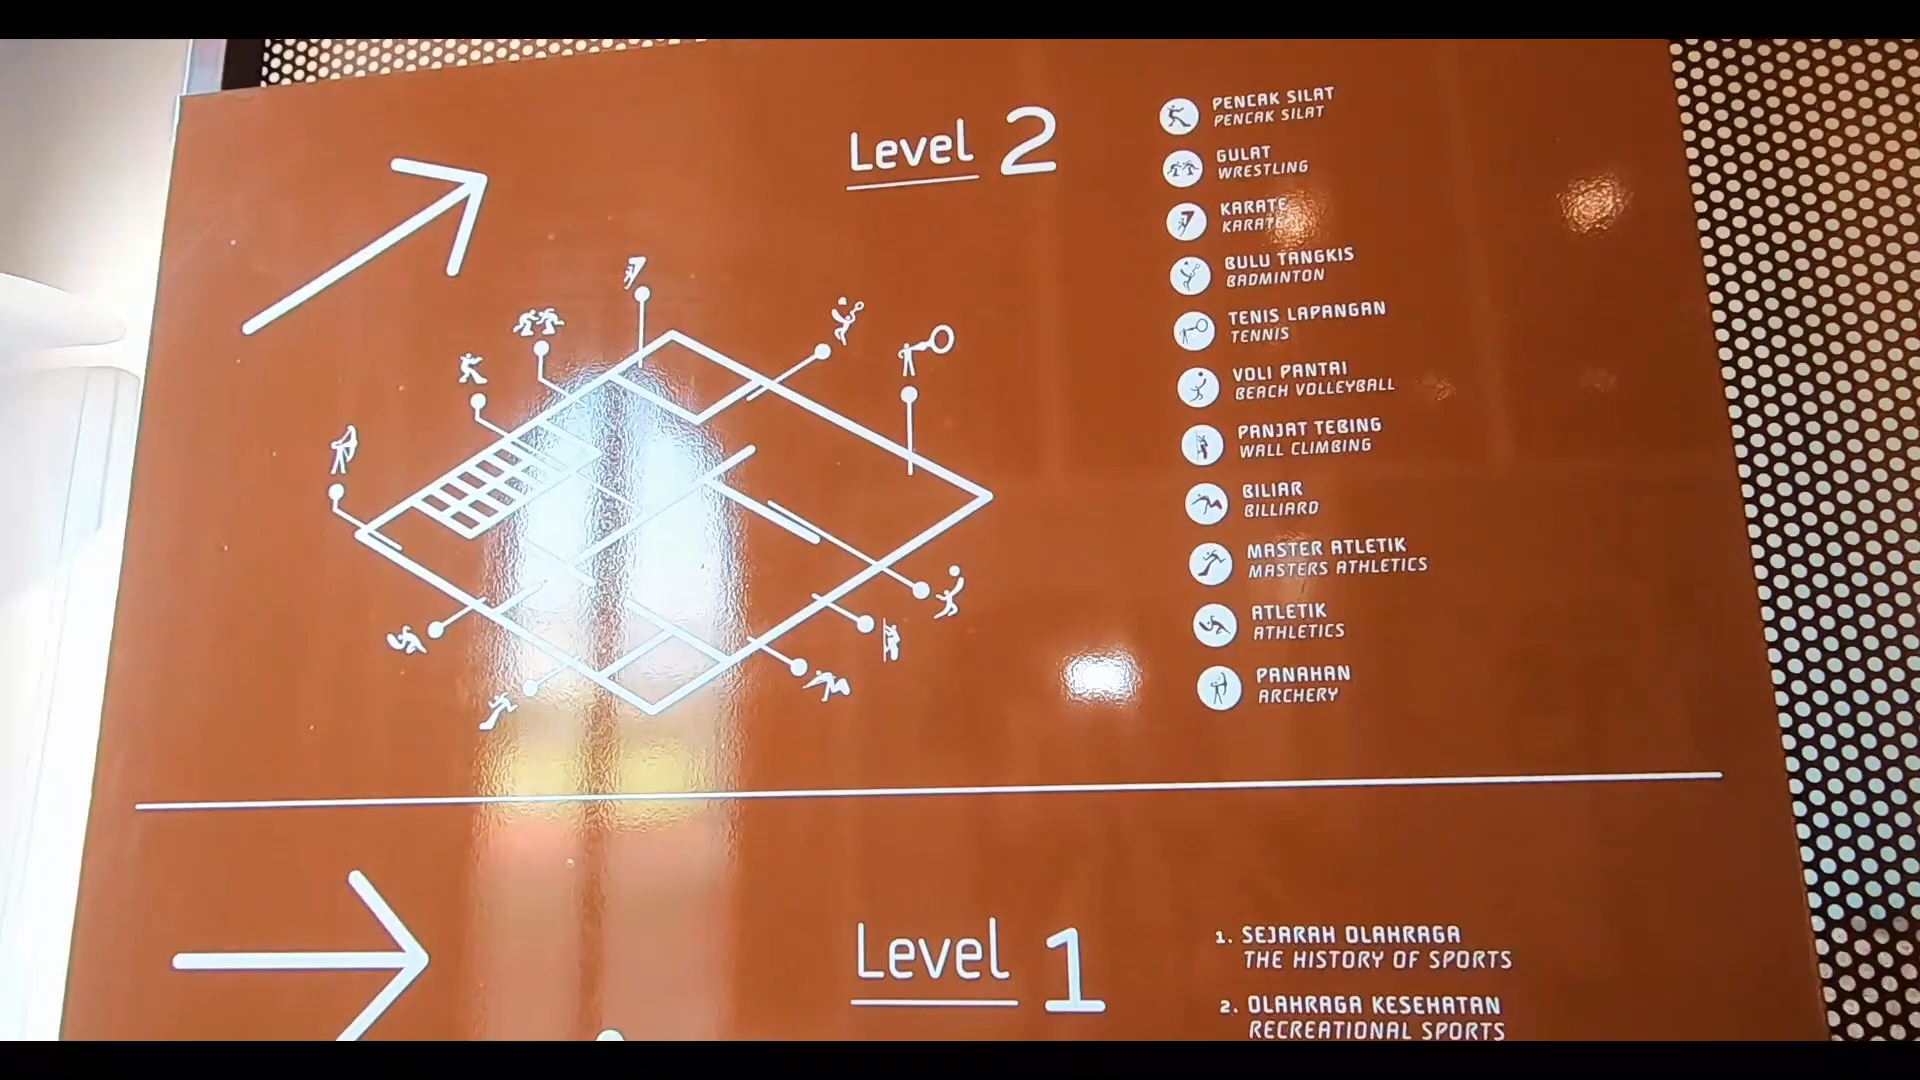 Level 2
PENCAK SILAT
PENCAK SILAT
GULAT
WRESTLING
KARATE
KARATE
BULU TANGKIS
BADMINTON
TENIS LAPANGAN
TENNIS
VOLI PANTAI
BEACH VOLLEYBALL
PANJAT TEBING
WALL CLIMBING
BILIAR
BILLIARD
MASTER ATLETIK
MASTERS ATHLETICS
ATLETIK
ATHLETICS
PANAHAN
ARCHERY
Level 1
1. SEJARAH OLAHRAGA
THE HISTORY OF SPORTS
2. OLAHRAGA KESEHATAN
RECREATIONAL SPORTS